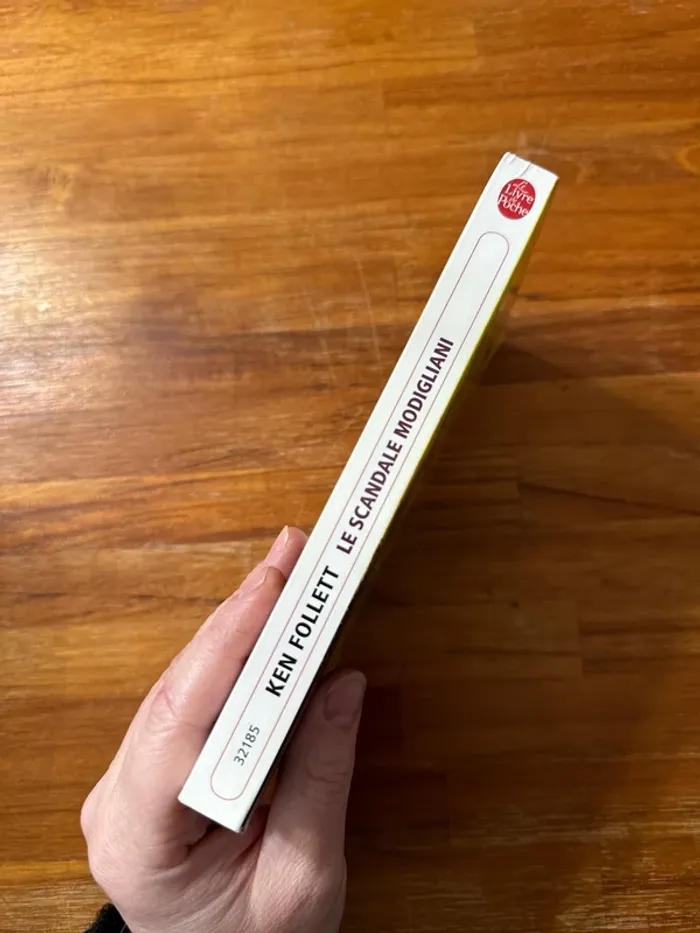 Le
Livre
de
Poche
KEN FOLLETT LE SCANDALE MODIGLIANI
32185